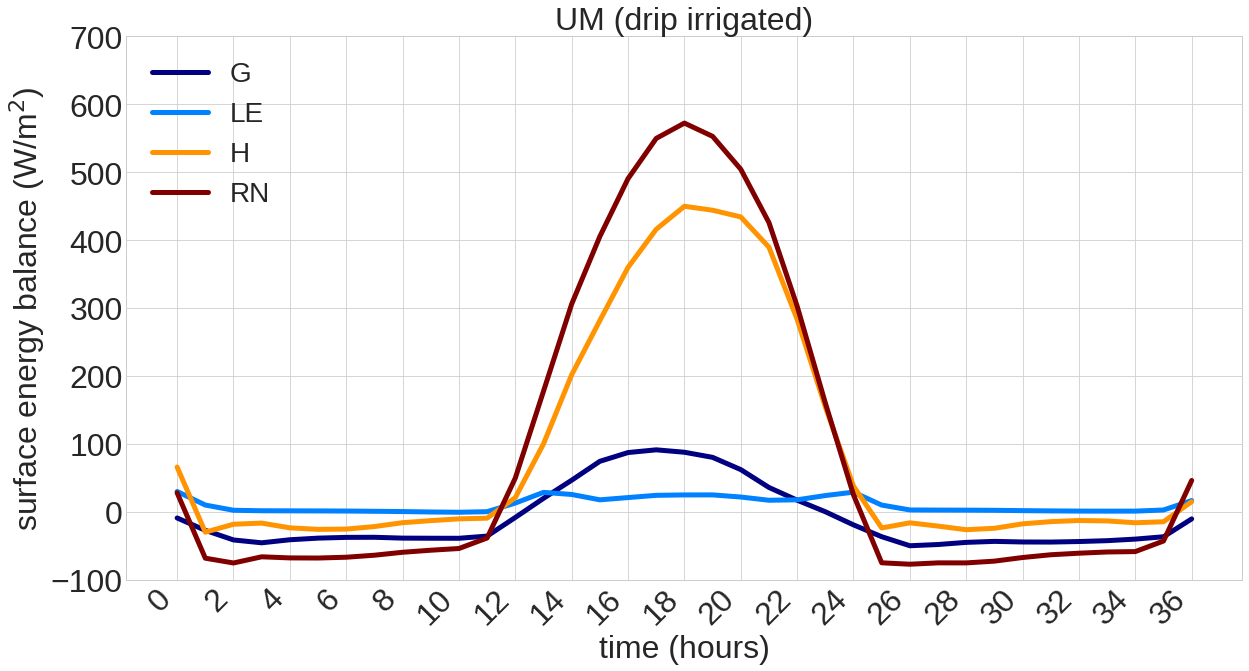 UM (drip irrigated)
surface energy balance (W/m²)
700
600
500
400
300
200
100
0
−100
G
LE
H
RN
0 2 4 6 8 10 12 14 16 18 20 22 24 26 28 30 32 34 36
time (hours)